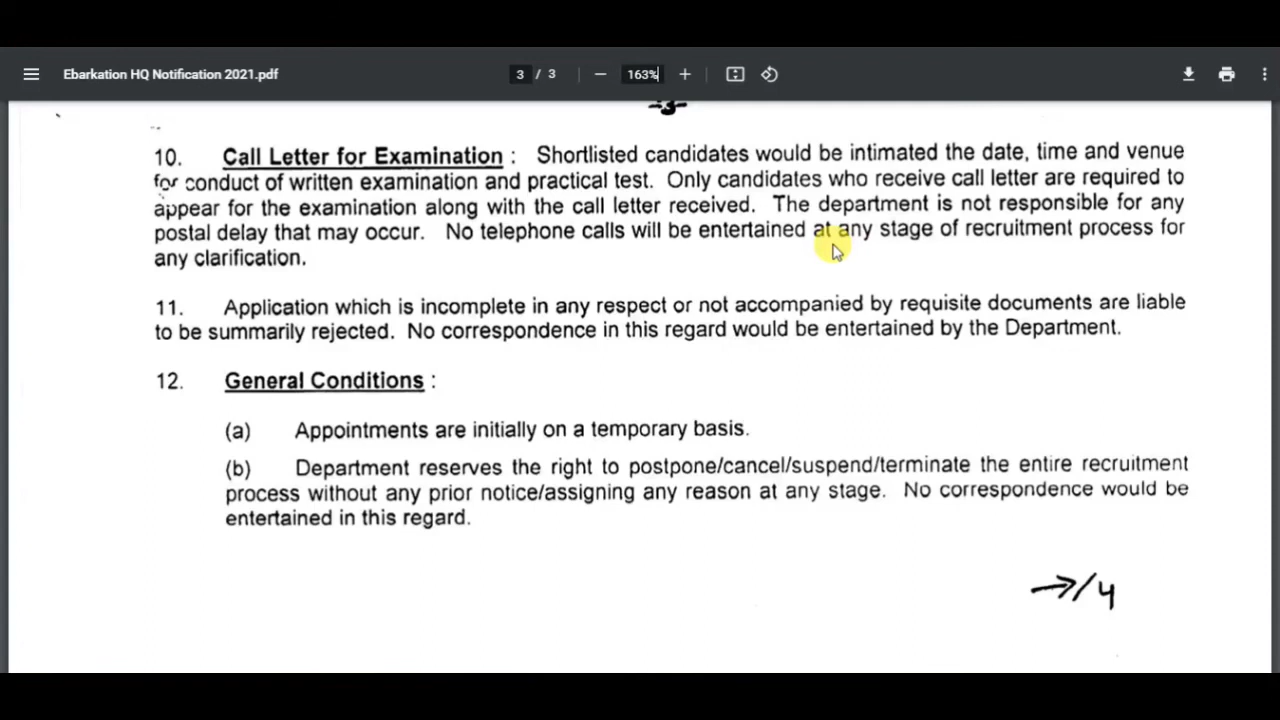 Ebarkation HQ Notification 2021.pdf
3 / 3
163%
-3-
10. Call Letter for Examination : Shortlisted candidates would be intimated the date, time and venue
for conduct of written examination and practical test. Only candidates who receive call letter are required to
appear for the examination along with the call letter received. The department is not responsible for any
postal delay that may occur. No telephone calls will be entertained at any stage of recruitment process for
any clarification.
11. Application which is incomplete in any respect or not accompanied by requisite documents are liable
to be summarily rejected. No correspondence in this regard would be entertained by the Department.
12. General Conditions :
(a) Appointments are initially on a temporary basis.
(b) Department reserves the right to postpone/cancel/suspend/terminate the entire recruitment
process without any prior notice/assigning any reason at any stage. No correspondence would be
entertained in this regard.
→/4